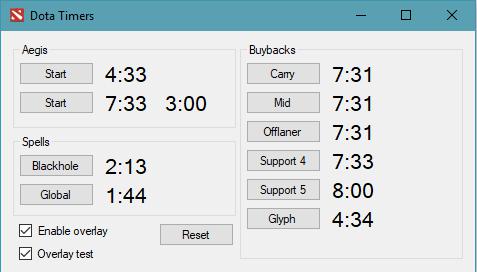 Dota Timers
Aegis
Start 4:33
Start 7:33 3:00
Spells
Blackhole 2:13
Global 1:44
Enable overlay
Overlay test
Reset
Buybacks
Carry 7:31
Mid 7:31
Offlaner 7:31
Support 4 7:33
Support 5 8:00
Glyph 4:34